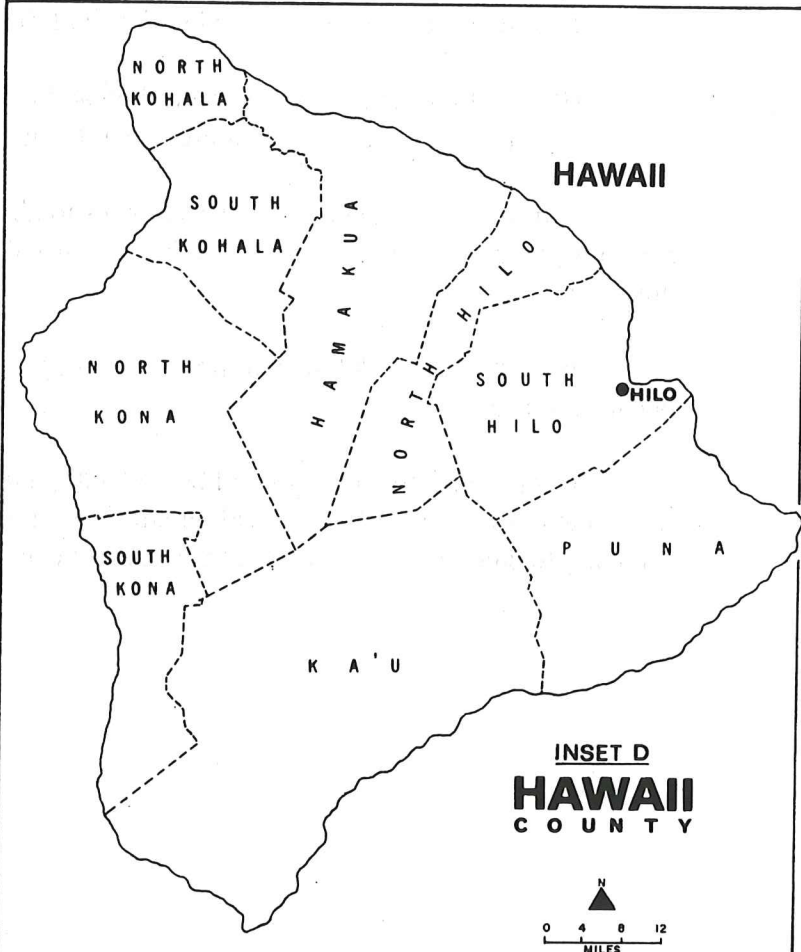 NORTH
KOHALA
HAWAII
SOUTH
KOHALA
HAMAKUA
NORTH HILO
NORTH
KONA
SOUTH
HILO
HILO
SOUTH
KONA
PUNA
KA'U
INSET D
HAWAII
COUNTY
N
0 4 8 12
MILES